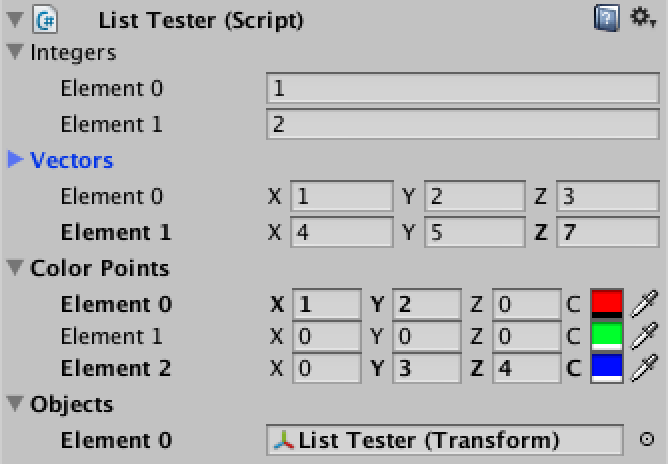 List Tester (Script)
Integers
Element 0 1
Element 1 2
Vectors
Element 0 X 1 Y 2 Z 3
Element 1 X 4 Y 5 Z 7
Color Points
Element 0 X 1 Y 2 Z 0 C
Element 1 X 0 Y 0 Z 0 C
Element 2 X 0 Y 3 Z 4 C
Objects
Element 0 List Tester (Transform)